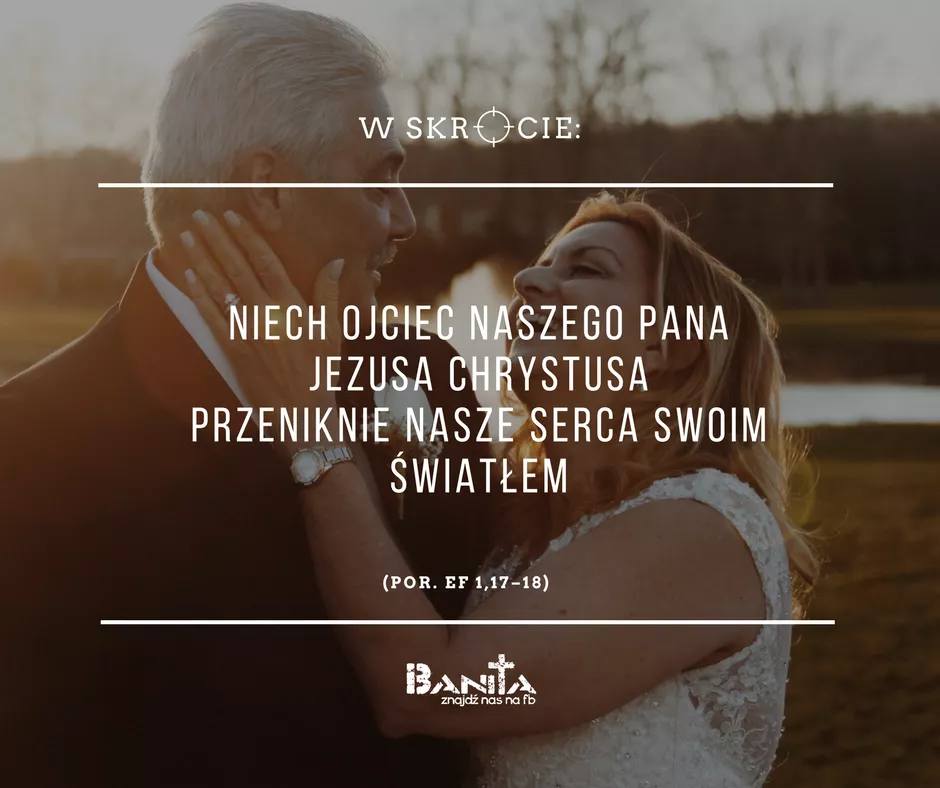 W SKRÓCIE:
NIECH OJCIEC NASZEGO PANA
JEZUSA CHRYSTUSA
PRZENIKNIE NASZE SERCA SWOIM
ŚWIATŁEM
(POR. EF 1,17–18)
BANITA
znajdź nas na fb